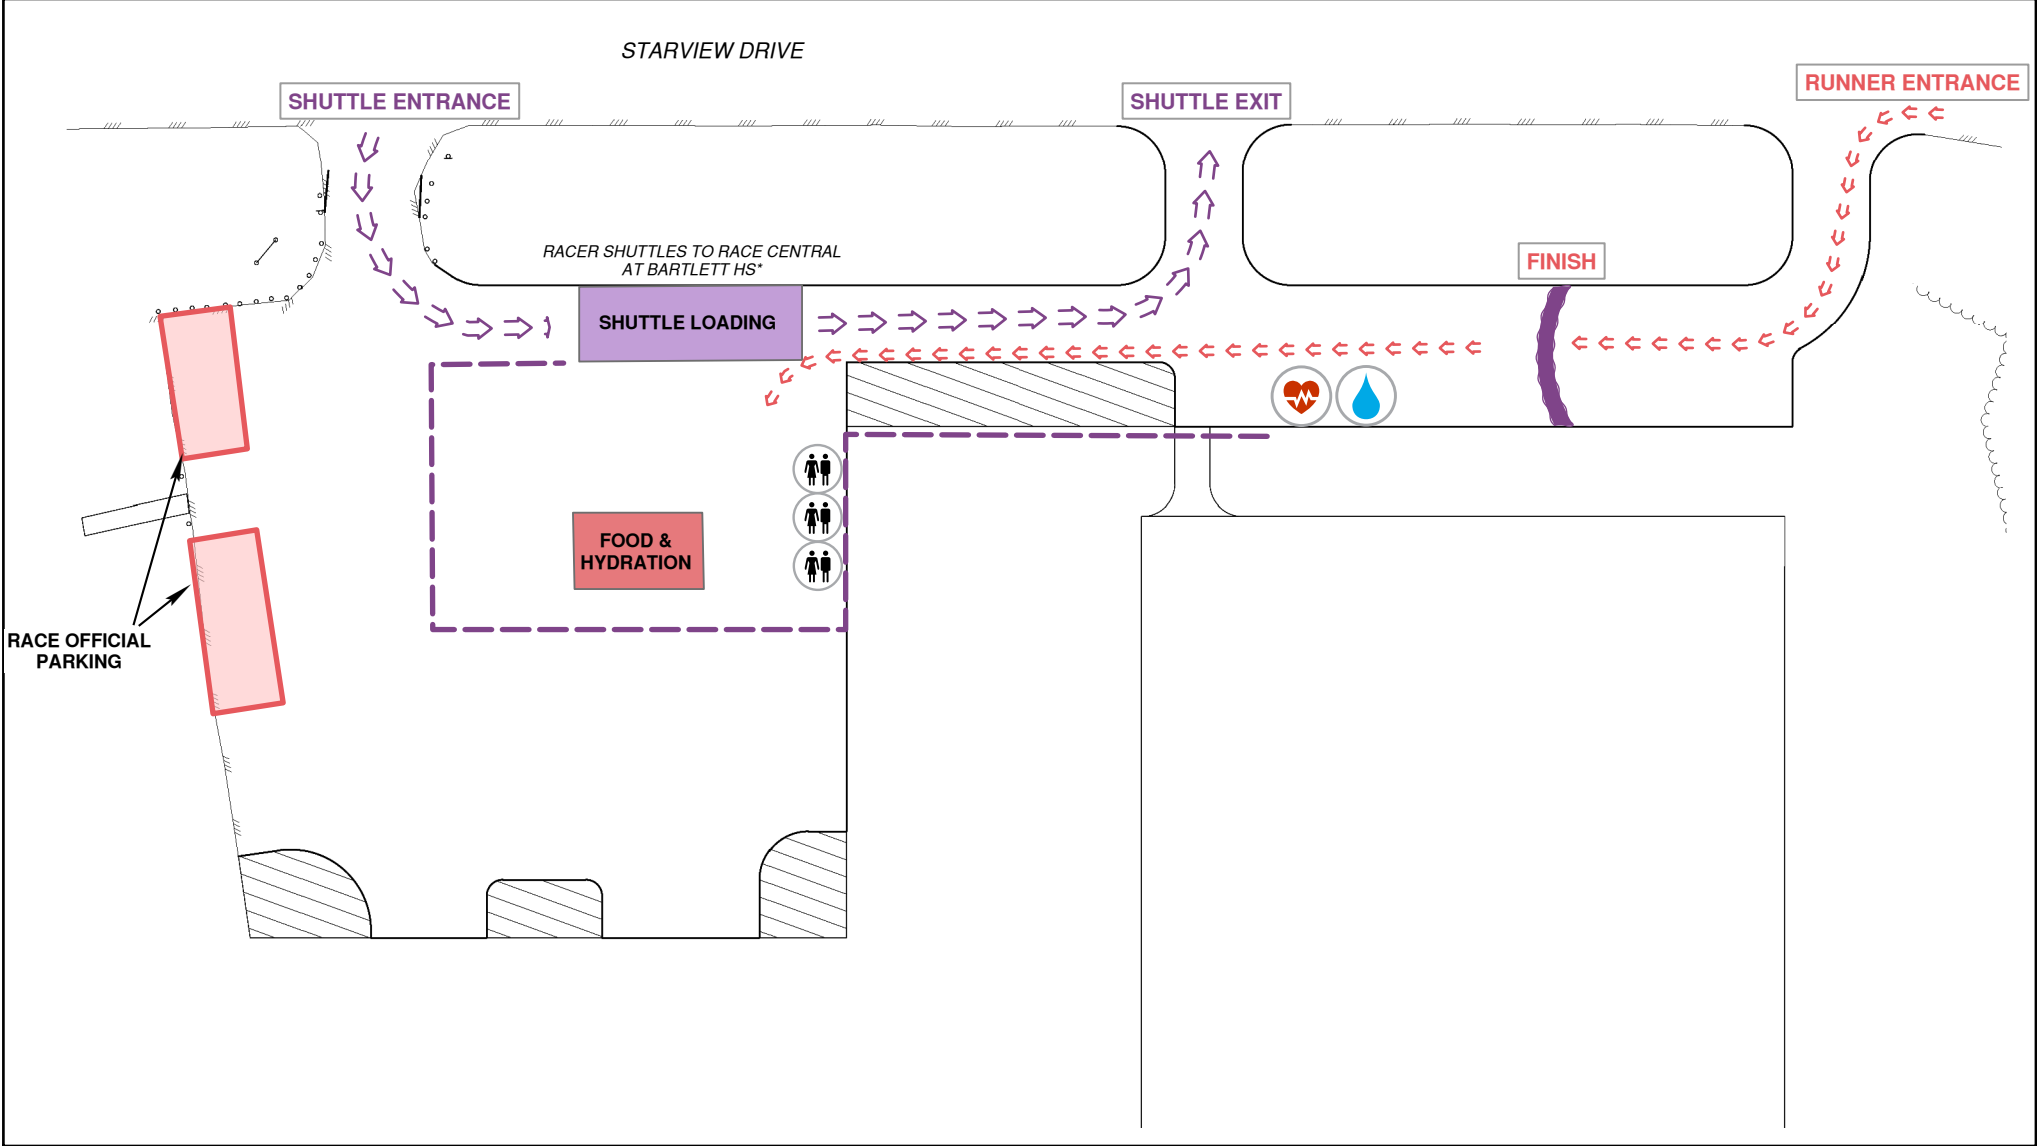 STARVIEW DRIVE
SHUTTLE ENTRANCE
SHUTTLE EXIT
RUNNER ENTRANCE
RACER SHUTTLES TO RACE CENTRAL
AT BARTLETT HS*
FINISH
SHUTTLE LOADING
FOOD &
HYDRATION
RACE OFFICIAL
PARKING